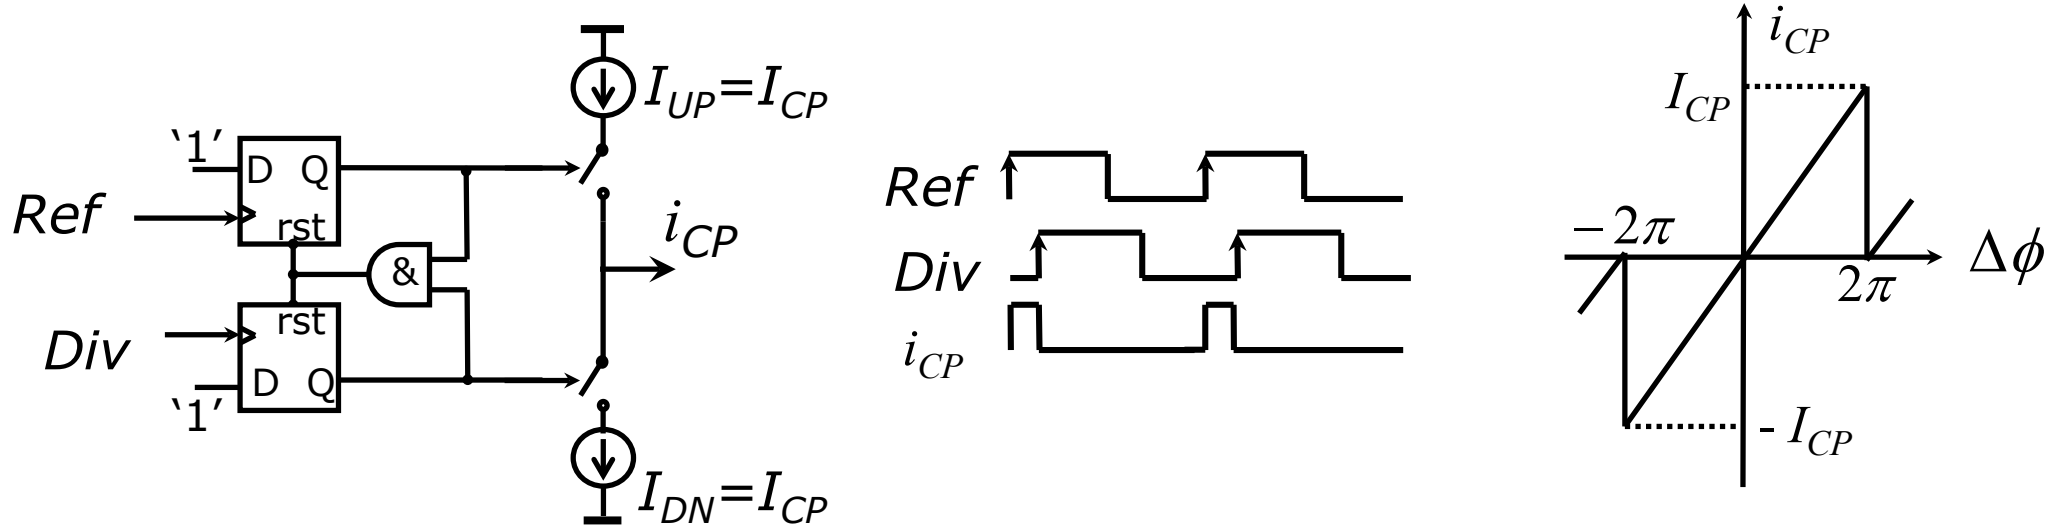 I_UP=I_CP
‘1’
D Q
Ref
rst
i_CP
&
rst
Div
D Q
‘1’
I_DN=I_CP
Ref
Div
i_CP
i_CP
I_CP
−2π
2π
Δϕ
- I_CP